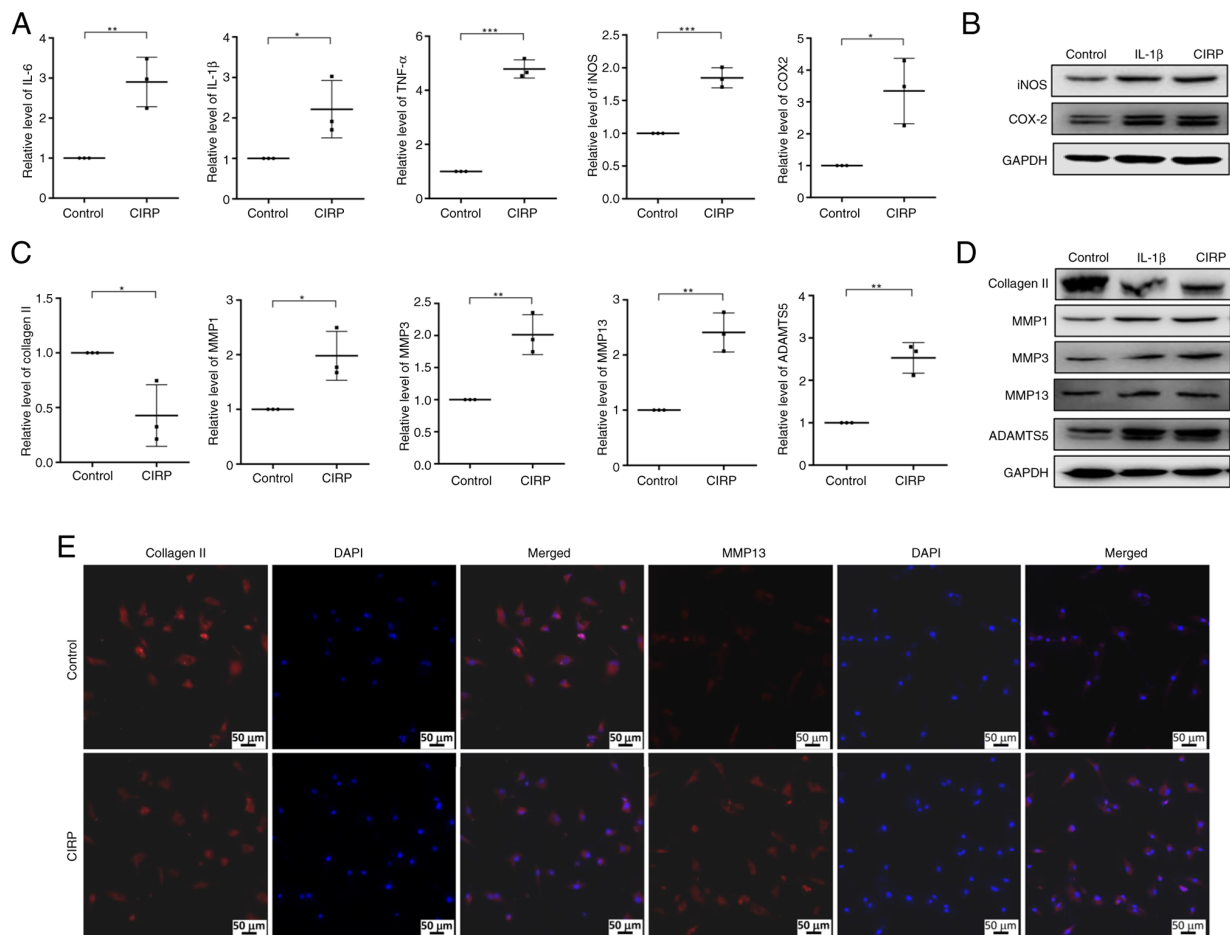 A
Relative level of IL-6
4
3
2
1
0
**
Control CIRP
Relative level of IL-1β
4
3
2
1
0
*
Control CIRP
Relative level of TNF-α
6
4
2
0
***
Control CIRP
Relative level of iNOS
2.5
2.0
1.5
1.0
0.5
0.0
***
Control CIRP
Relative level of COX2
5
4
3
2
1
0
*
Control CIRP
B
Control IL-1β CIRP
iNOS
COX-2
GAPDH
C
Relative level of collagen II
1.5
1.0
0.5
0.0
*
Control CIRP
Relative level of MMP1
3
2
1
0
*
Control CIRP
Relative level of MMP3
2.5
2.0
1.5
1.0
0.5
0.0
**
Control CIRP
Relative level of MMP13
3
2
1
0
**
Control CIRP
Relative level of ADAMTS5
4
3
2
1
0
**
Control CIRP
D
Control IL-1β CIRP
Collagen II
MMP1
MMP3
MMP13
ADAMTS5
GAPDH
E
Collagen II DAPI Merged MMP13 DAPI Merged
Control
50 μm 50 μm 50 μm 50 μm 50 μm 50 μm
CIRP
50 μm 50 μm 50 μm 50 μm 50 μm 50 μm